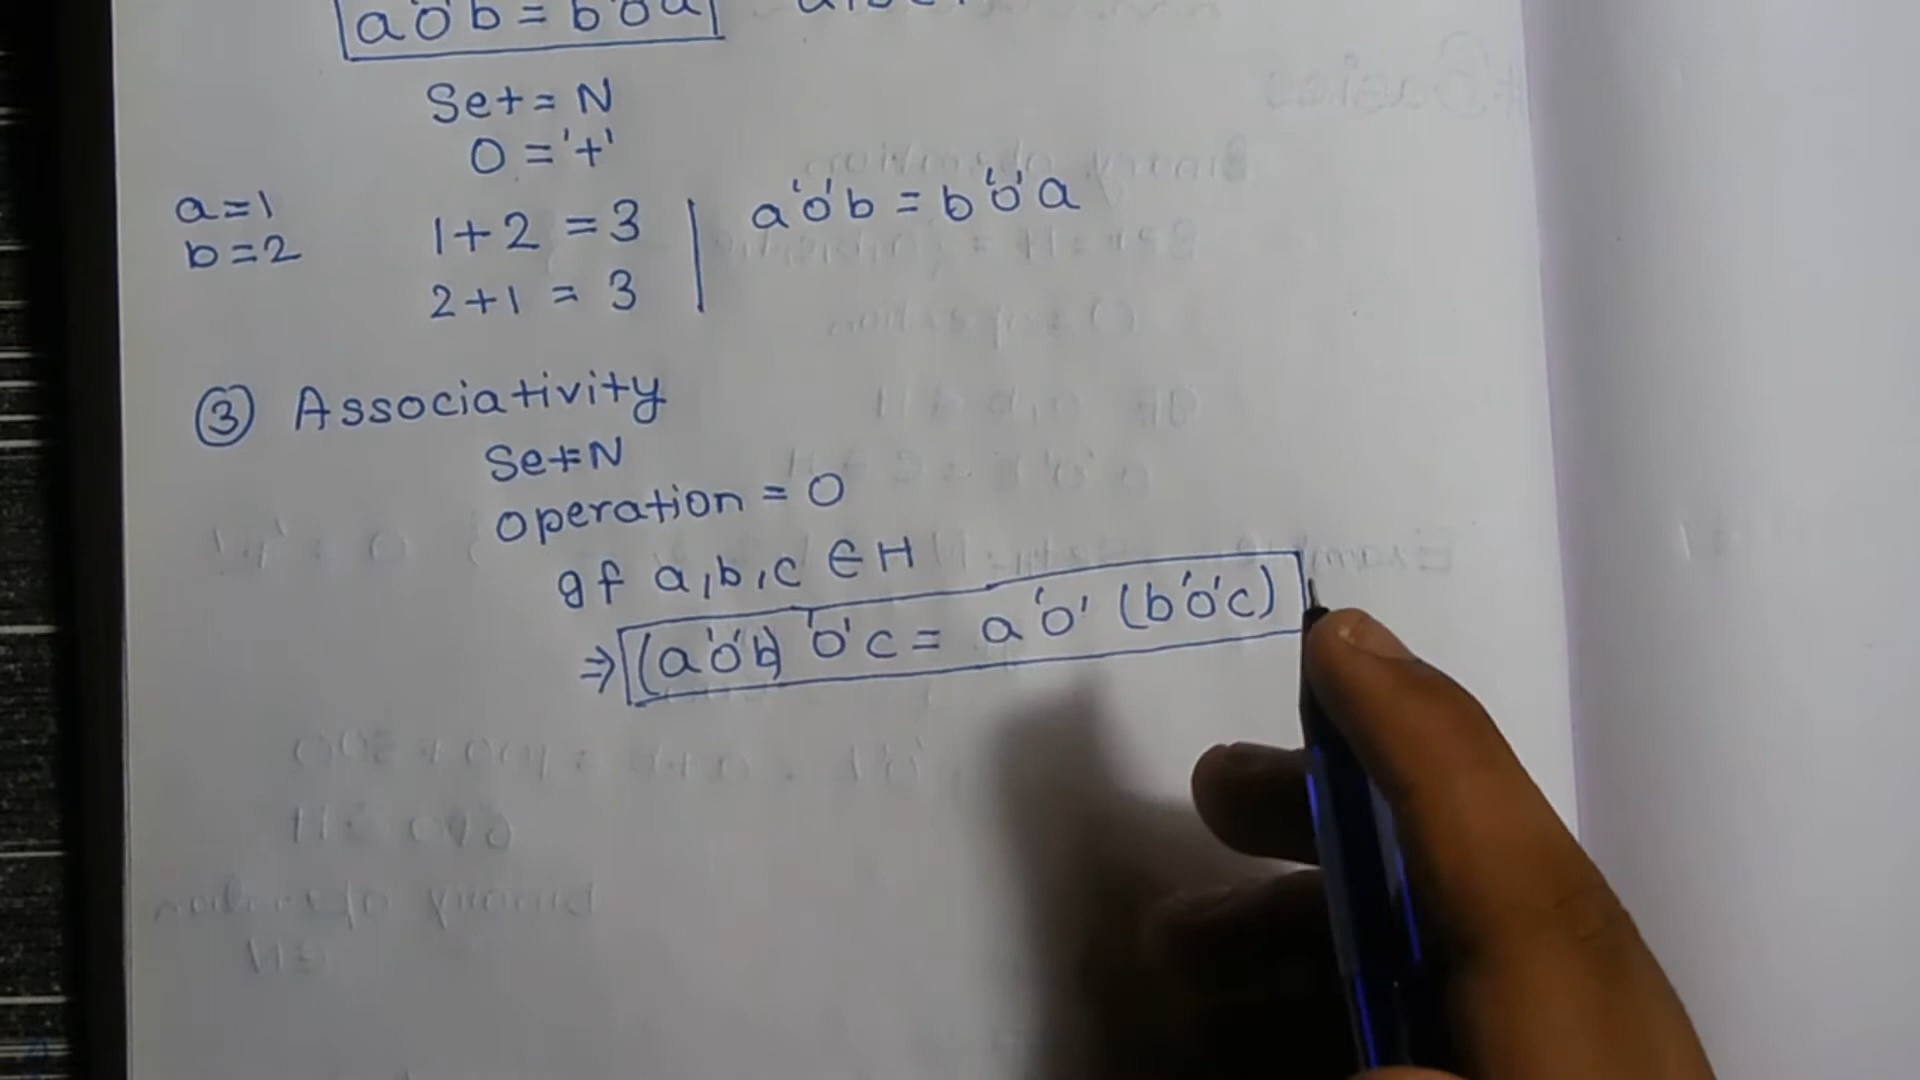 a 'o' b = b 'o' a
Set = N
O = '+'
a=1
b=2
1+2 = 3
2+1 = 3
a 'o' b = b 'o' a
③ Associativity
Set=N
operation = O
If a,b,c ∈ H
⇒ (a 'o' b) 'o' c = a 'o' (b 'o' c)